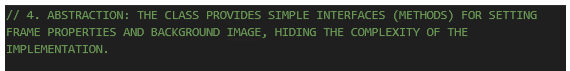 // 4. ABSTRACTION: THE CLASS PROVIDES SIMPLE INTERFACES (METHODS) FOR SETTING
FRAME PROPERTIES AND BACKGROUND IMAGE, HIDING THE COMPLEXITY OF THE
IMPLEMENTATION.